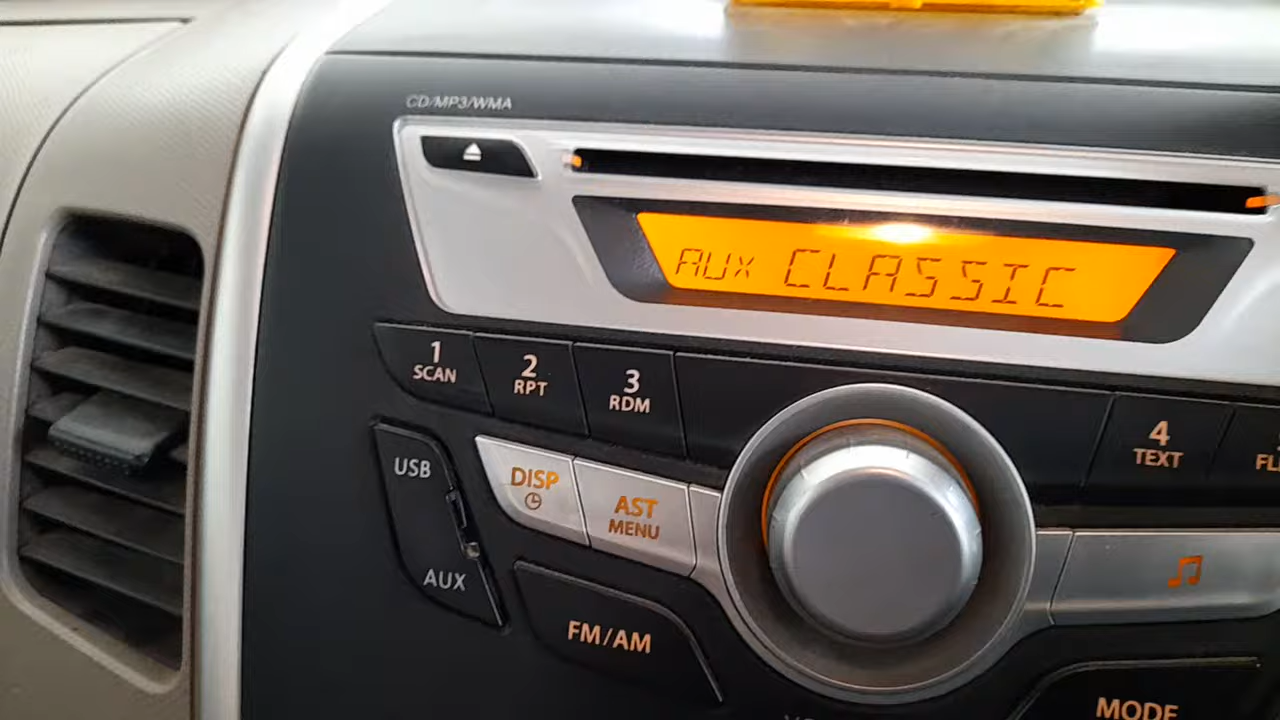 CD/MP3/WMA
AUX CLASSIC
1
SCAN
2
RPT
3
RDM
4
TEXT
USB
DISP
AST
MENU
AUX
FM/AM
MODE